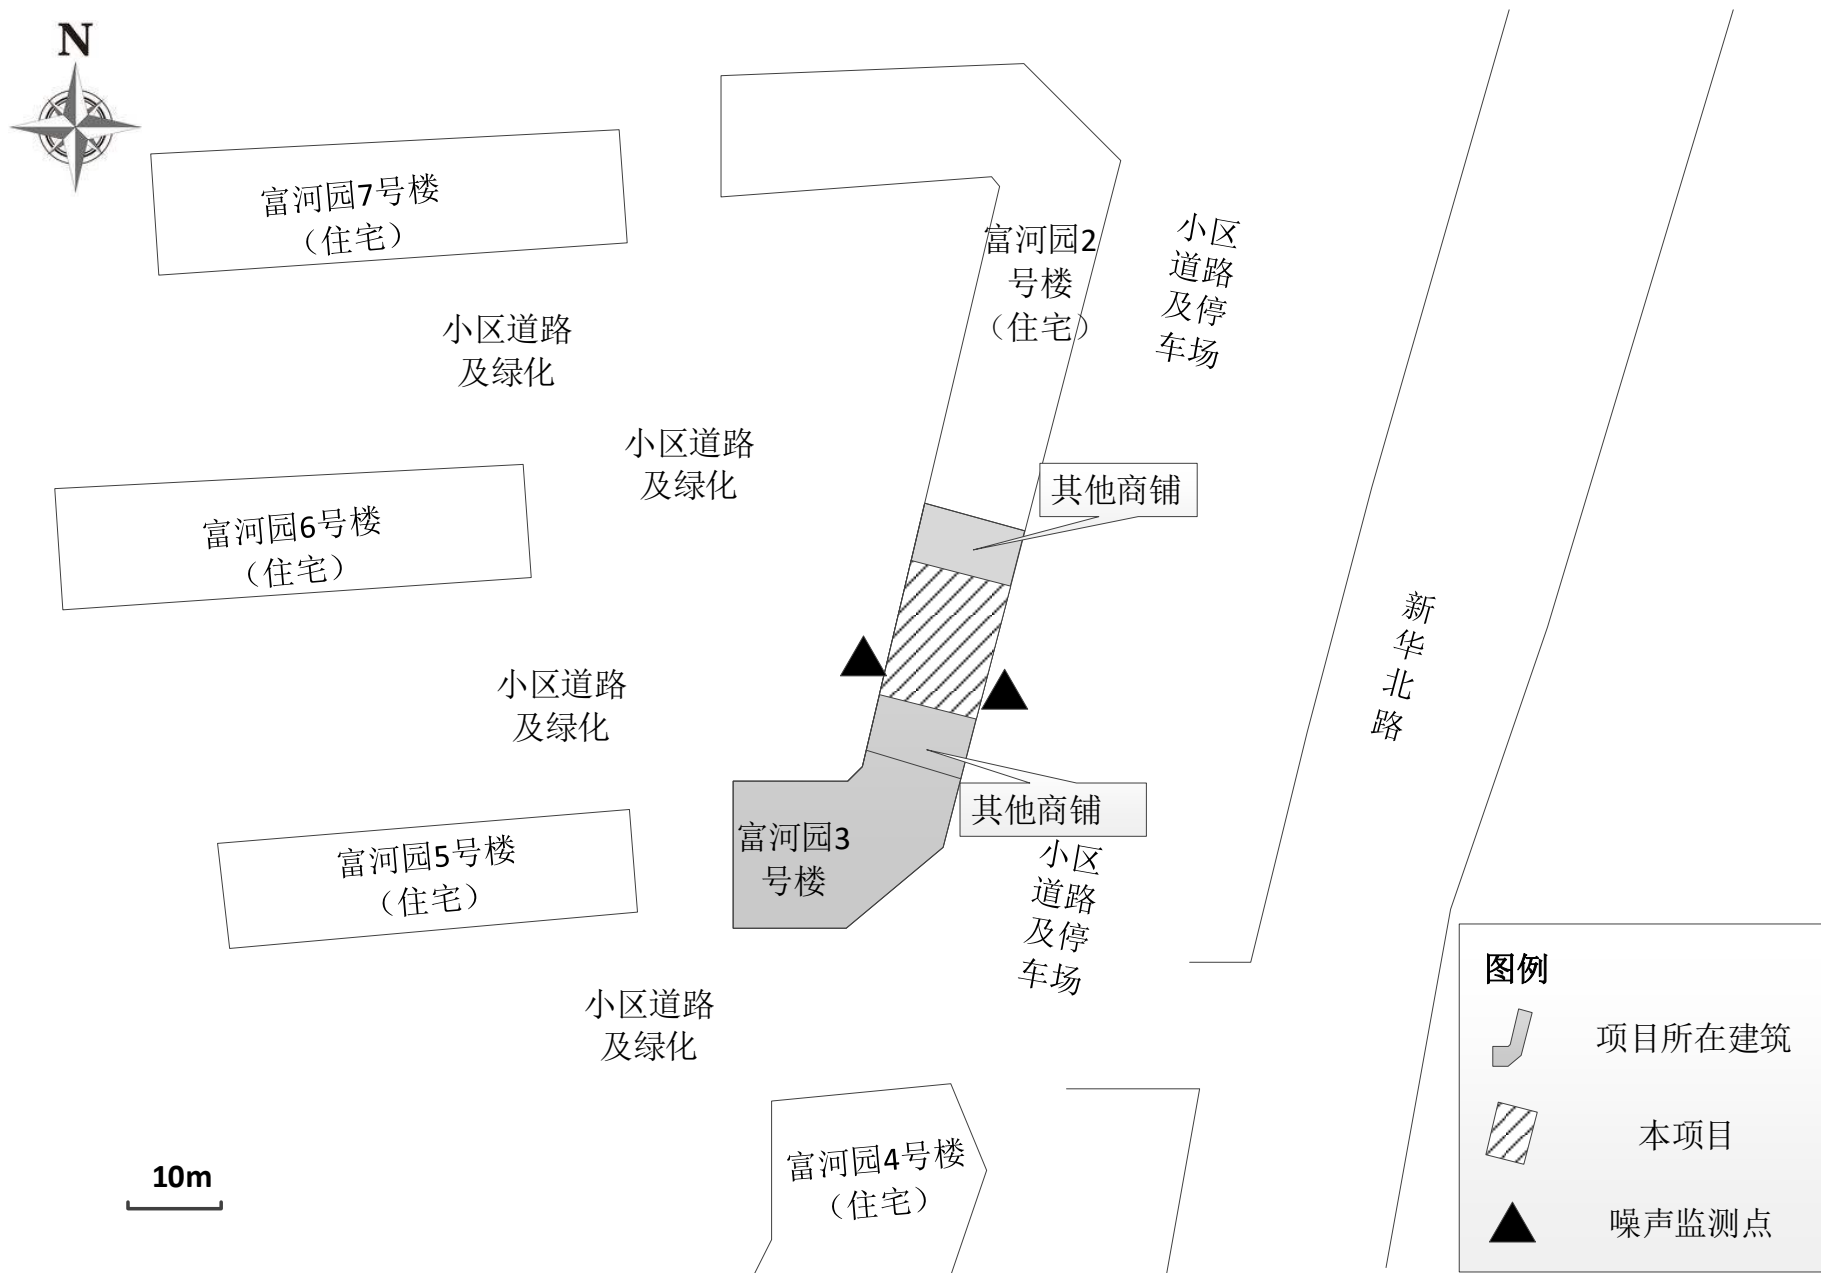 N
富河园7号楼
（住宅）
富河园2
号楼
（住宅）
小区
道路
及停
车场
小区道路
及绿化
小区道路
及绿化
其他商铺
富河园6号楼
（住宅）
新
华
北
路
小区道路
及绿化
其他商铺
富河园3
号楼
富河园5号楼
（住宅）
小区
道路
及停
车场
小区道路
及绿化
富河园4号楼
（住宅）
10m
图例
项目所在建筑
本项目
噪声监测点